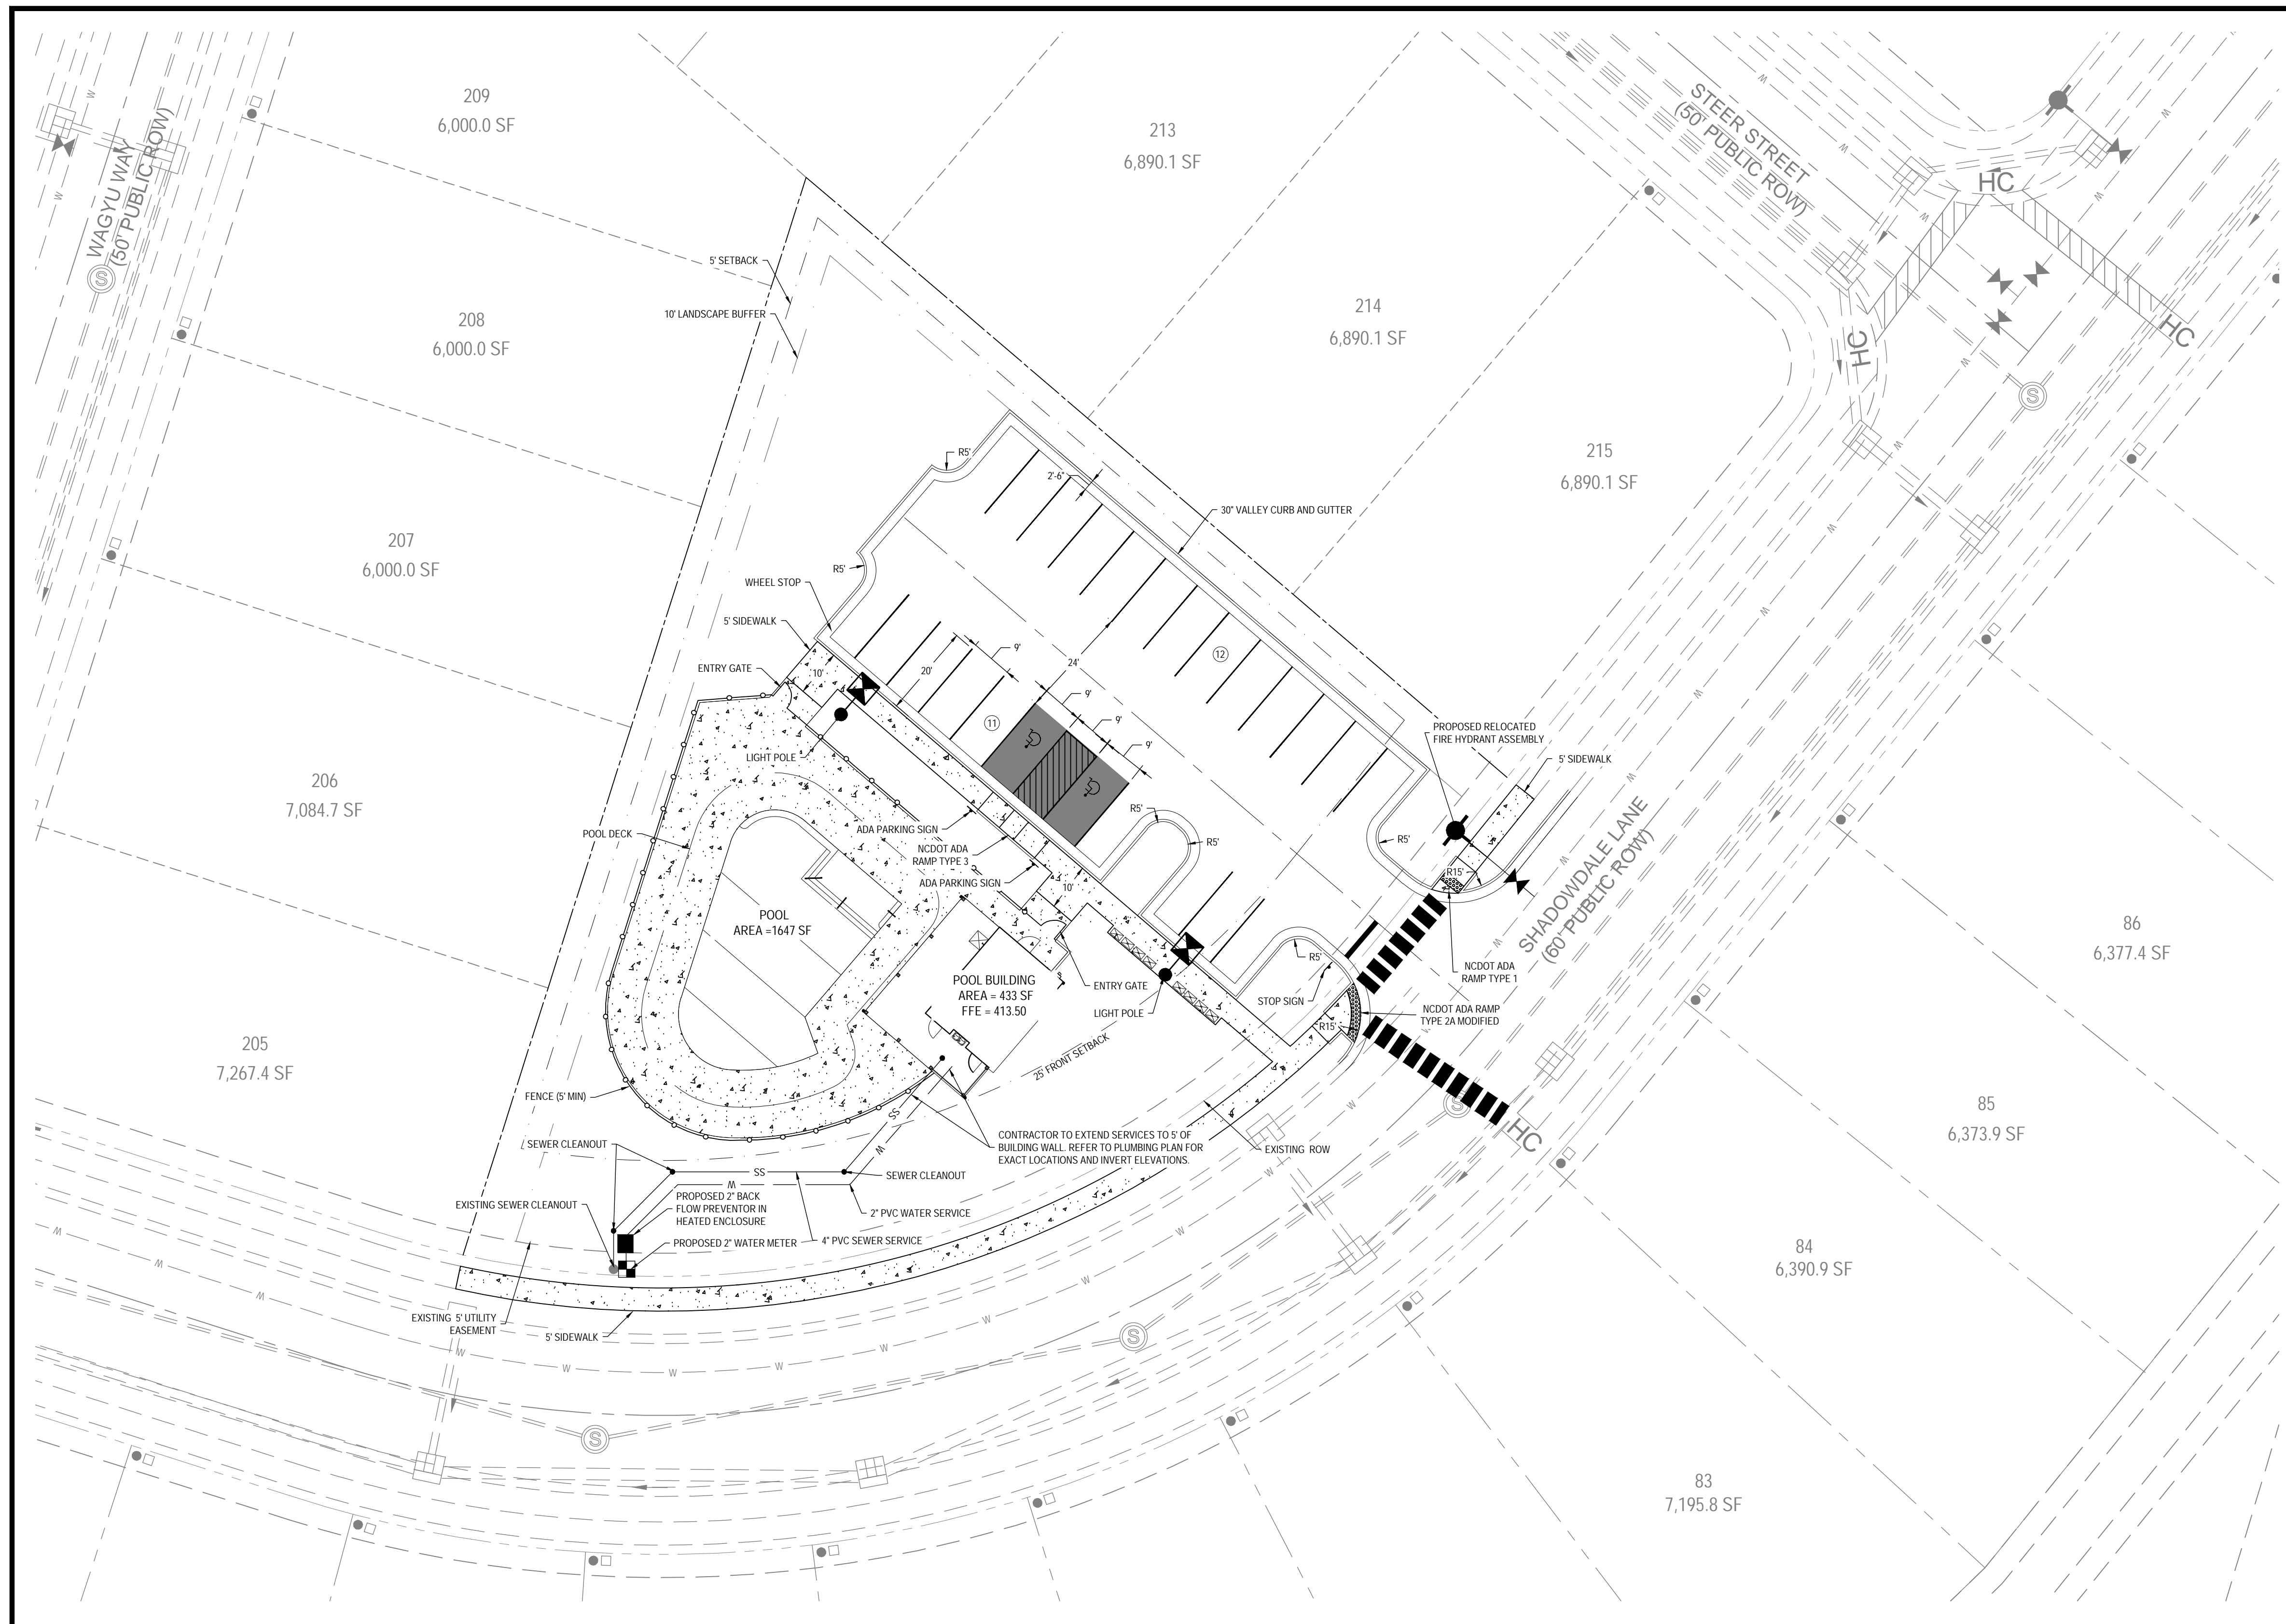 209
6,000.0 SF
213
6,890.1 SF
STEER STREET
(50' PUBLIC ROW)
WAGYU WAY
(50' PUBLIC ROW)
HC
HC
HC
5' SETBACK
10' LANDSCAPE BUFFER
208
6,000.0 SF
214
6,890.1 SF
215
6,890.1 SF
R5'
2'-6"
30" VALLEY CURB AND GUTTER
207
6,000.0 SF
R5'
WHEEL STOP
5' SIDEWALK
ENTRY GATE
10'
20'
9'
24'
12
9'
9'
9'
11
LIGHT POLE
PROPOSED RELOCATED
FIRE HYDRANT ASSEMBLY
5' SIDEWALK
206
7,084.7 SF
POOL DECK
ADA PARKING SIGN
NCDOT ADA
RAMP TYPE 3
ADA PARKING SIGN
10'
R5'
R5'
R5'
R15'
SHADOWDALE LANE
(60' PUBLIC ROW)
POOL
AREA =1647 SF
POOL BUILDING
AREA = 433 SF
FFE = 413.50
ENTRY GATE
LIGHT POLE
R5'
STOP SIGN
R15'
NCDOT ADA
RAMP TYPE 1
NCDOT ADA RAMP
TYPE 2A MODIFIED
86
6,377.4 SF
205
7,267.4 SF
25' FRONT SETBACK
FENCE (5' MIN)
SEWER CLEANOUT
SS
W
CONTRACTOR TO EXTEND SERVICES TO 5' OF
BUILDING WALL. REFER TO PLUMBING PLAN FOR
EXACT LOCATIONS AND INVERT ELEVATIONS.
EXISTING ROW
HC
85
6,373.9 SF
SS
SEWER CLEANOUT
W
EXISTING SEWER CLEANOUT
PROPOSED 2" BACK
FLOW PREVENTOR IN
HEATED ENCLOSURE
2" PVC WATER SERVICE
PROPOSED 2" WATER METER
4" PVC SEWER SERVICE
84
6,390.9 SF
EXISTING 5' UTILITY
EASEMENT
5' SIDEWALK
83
7,195.8 SF